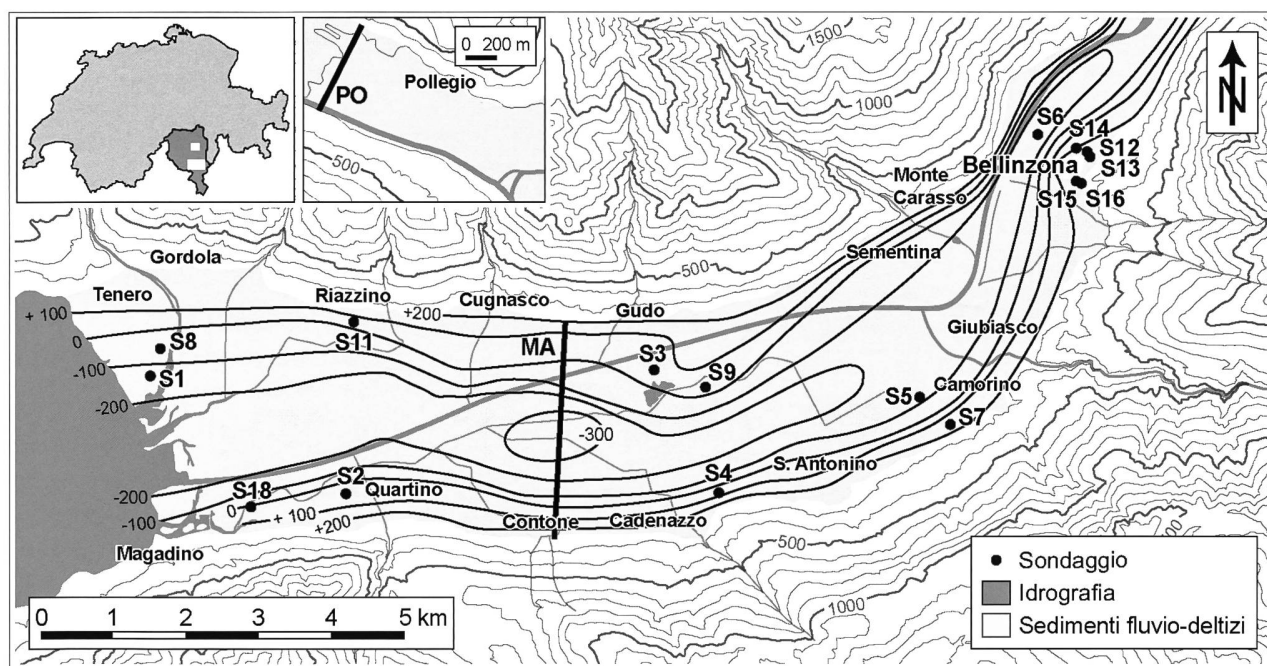 0 200 m
Pollegio
PO
500
1500
1000
N
S6
S14
S12
Bellinzona
S13
S15
S16
Monte
Carasso
Sementina
500
Gordola
Tenero
Riazzino
Cugnasco
+200
Gudo
+ 100
0
S8
S11
MA
S3
Giubiasco
-100
S1
S9
S5
Camorino
-200
S7
-300
S4
S. Antonino
S2
-200
S18
Quartino
0
-100
+ 100
+200
Contone
Cadenazzo
Magadino
500
1000
0 1 2 3 4 5 km
Sondaggio
Idrografia
Sedimenti fluvio-deltizi